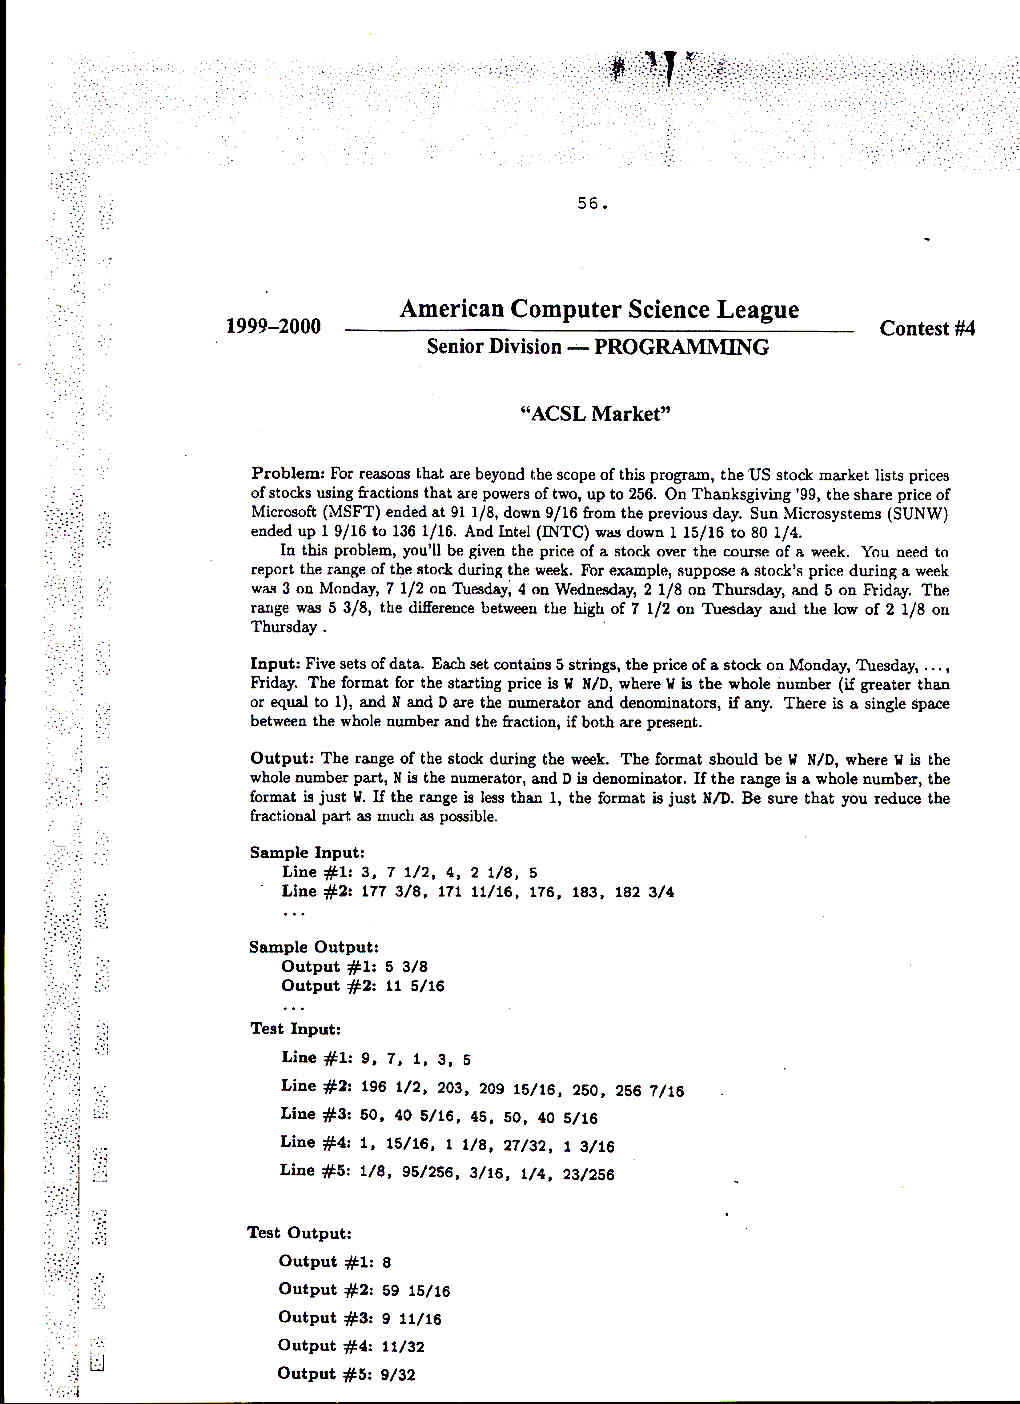 56.
American Computer Science League
1999–2000
Contest #4
Senior Division — PROGRAMMING
“ACSL Market”
Problem: For reasons that are beyond the scope of this program, the US stock market lists prices
of stocks using fractions that are powers of two, up to 256. On Thanksgiving '99, the share price of
Microsoft (MSFT) ended at 91 1/8, down 9/16 from the previous day. Sun Microsystems (SUNW)
ended up 1 9/16 to 136 1/16. And Intel (INTC) was down 1 15/16 to 80 1/4.
In this problem, you'll be given the price of a stock over the course of a week. You need to
report the range of the stock during the week. For example, suppose a stock's price during a week
was 3 on Monday, 7 1/2 on Tuesday, 4 on Wednesday, 2 1/8 on Thursday, and 5 on Friday. The
range was 5 3/8, the difference between the high of 7 1/2 on Tuesday and the low of 2 1/8 on
Thursday .
Input: Five sets of data. Each set contains 5 strings, the price of a stock on Monday, Tuesday, ...,
Friday. The format for the starting price is W N/D, where W is the whole number (if greater than
or equal to 1), and N and D are the numerator and denominators, if any. There is a single space
between the whole number and the fraction, if both are present.
Output: The range of the stock during the week. The format should be W N/D, where W is the
whole number part, N is the numerator, and D is denominator. If the range is a whole number, the
format is just W. If the range is less than 1, the format is just N/D. Be sure that you reduce the
fractional part as much as possible.
Sample Input:
Line #1: 3, 7 1/2, 4, 2 1/8, 5
Line #2: 177 3/8, 171 11/16, 176, 183, 182 3/4
...
Sample Output:
Output #1: 5 3/8
Output #2: 11 5/16
...
Test Input:
Line #1: 9, 7, 1, 3, 5
Line #2: 196 1/2, 203, 209 15/16, 250, 256 7/16
Line #3: 50, 40 5/16, 45, 50, 40 5/16
Line #4: 1, 15/16, 1 1/8, 27/32, 1 3/16
Line #5: 1/8, 95/256, 3/16, 1/4, 23/256
Test Output:
Output #1: 8
Output #2: 59 15/16
Output #3: 9 11/16
Output #4: 11/32
Output #5: 9/32